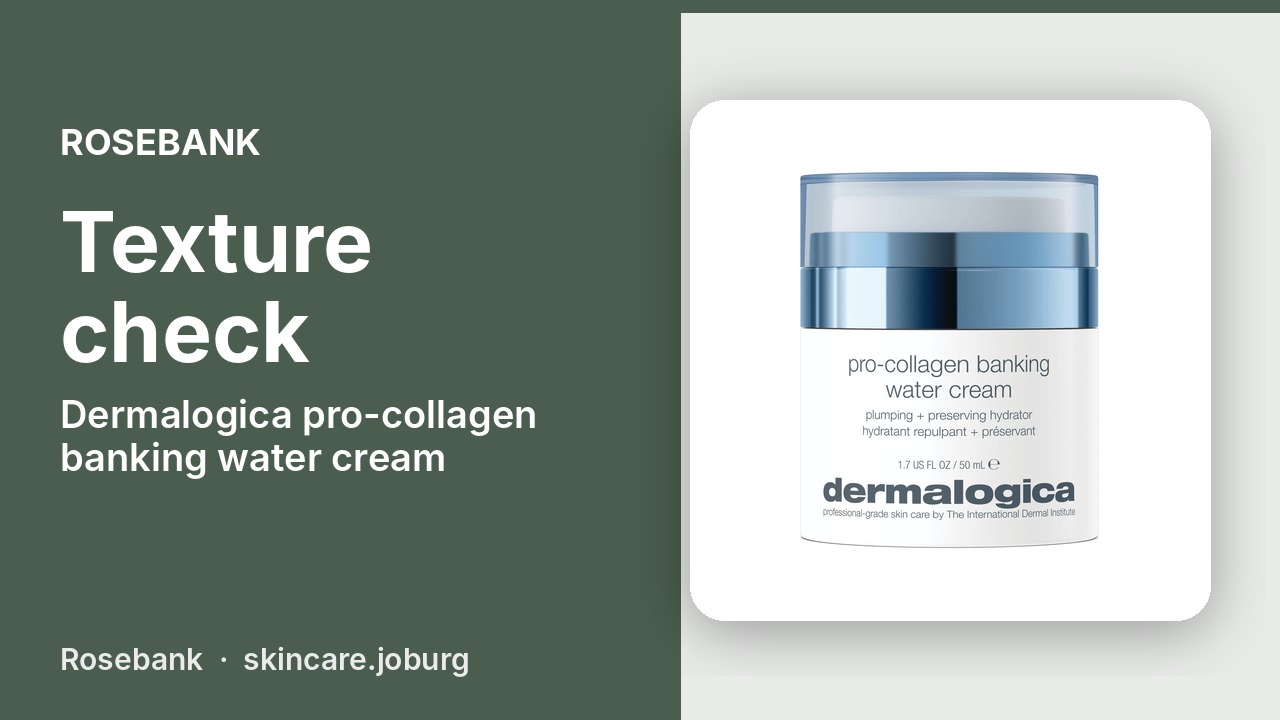 ROSEBANK
Texture
check
Dermalogica pro-collagen
banking water cream
Rosebank · skincare.joburg
pro-collagen banking
water cream
plumping + preserving hydrator
hydratant repulpant + préservant
1.7 US FL OZ / 50 mL ℮
dermalogica
professional-grade skin care by The International Dermal Institute